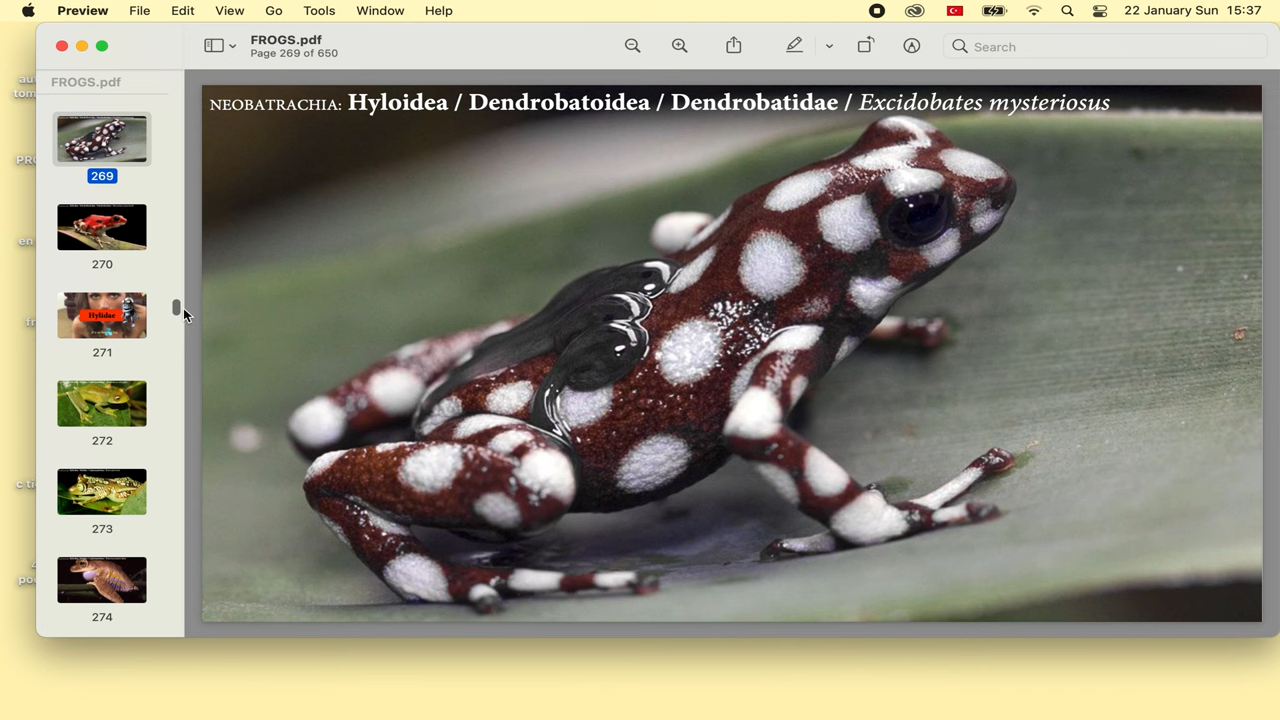 Preview File Edit View Go Tools Window Help 22 January Sun 15:37
FROGS.pdf
Page 269 of 650
Search
FROGS.pdf
NEOBATRACHIA: Hyloidea / Dendrobatoidea / Dendrobatidae / Excidobates mysteriosus
269
270
Hylidae
271
272
273
274